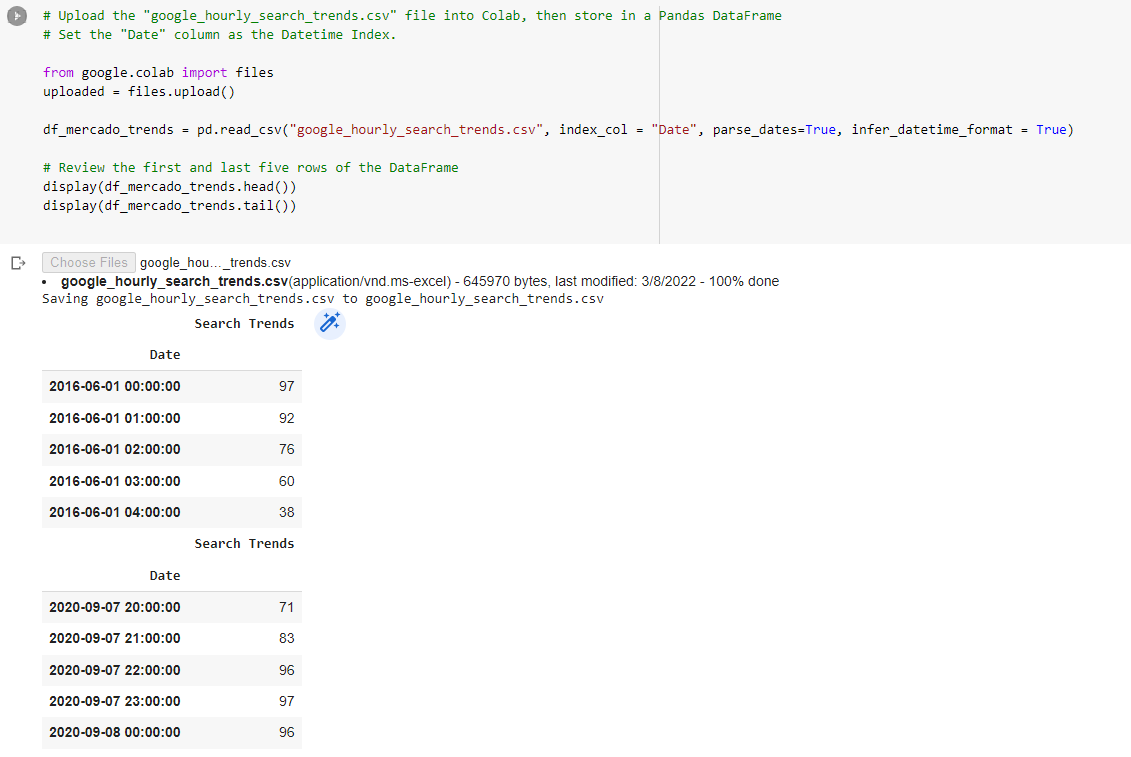 # Upload the "google_hourly_search_trends.csv" file into Colab, then store in a Pandas DataFrame
# Set the "Date" column as the Datetime Index.
from google.colab import files
uploaded = files.upload()
df_mercado_trends = pd.read_csv("google_hourly_search_trends.csv", index_col = "Date", parse_dates=True, infer_datetime_format = True)
# Review the first and last five rows of the DataFrame
display(df_mercado_trends.head())
display(df_mercado_trends.tail())
Choose Files google_hou…_trends.csv
• google_hourly_search_trends.csv(application/vnd.ms-excel) - 645970 bytes, last modified: 3/8/2022 - 100% done
Saving google_hourly_search_trends.csv to google_hourly_search_trends.csv
Search Trends
Date
2016-06-01 00:00:00 97
2016-06-01 01:00:00 92
2016-06-01 02:00:00 76
2016-06-01 03:00:00 60
2016-06-01 04:00:00 38
Search Trends
Date
2020-09-07 20:00:00 71
2020-09-07 21:00:00 83
2020-09-07 22:00:00 96
2020-09-07 23:00:00 97
2020-09-08 00:00:00 96